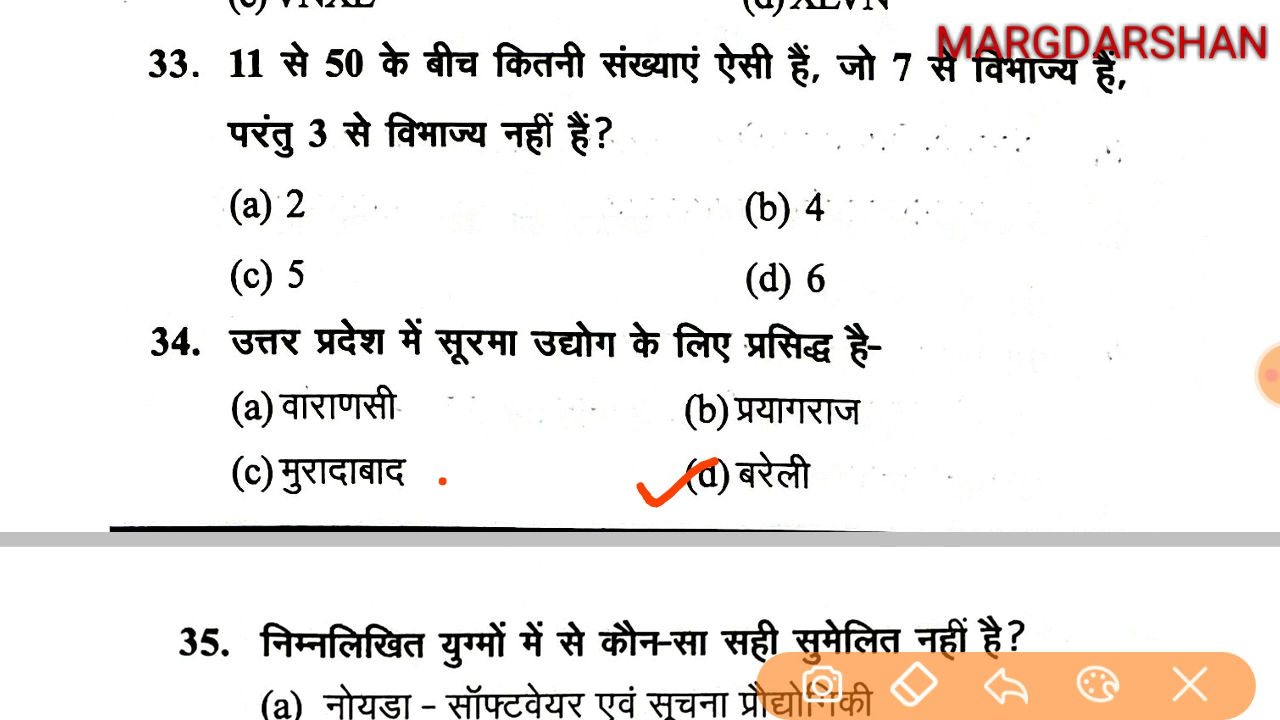 MARGDARSHAN
33. 11 से 50 के बीच कितनी संख्याएं ऐसी हैं, जो 7 से विभाज्य हैं,
परंतु 3 से विभाज्य नहीं हैं?
(a) 2 (b) 4
(c) 5 (d) 6
34. उत्तर प्रदेश में सूरमा उद्योग के लिए प्रसिद्ध है-
(a) वाराणसी (b) प्रयागराज
(c) मुरादाबाद (d) बरेली
35. निम्नलिखित युग्मों में से कौन-सा सही सुमेलित नहीं है?
(a) नोयडा - सॉफ्टवेयर एवं सूचना प्रौद्योगिकी